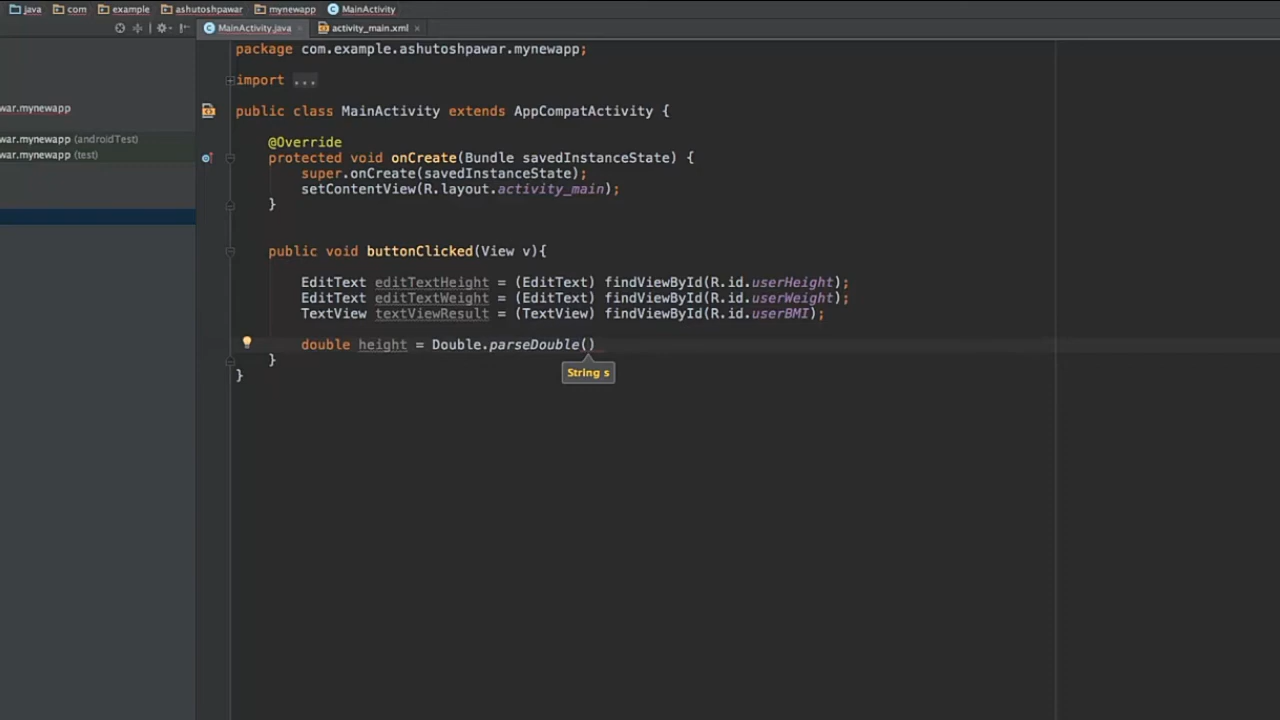 java com example ashutoshpawar mynewapp MainActivity
MainActivity.java activity_main.xml
war.mynewapp
war.mynewapp (androidTest)
war.mynewapp (test)
package com.example.ashutoshpawar.mynewapp;
import ...
public class MainActivity extends AppCompatActivity {
@Override
protected void onCreate(Bundle savedInstanceState) {
super.onCreate(savedInstanceState);
setContentView(R.layout.activity_main);
}
public void buttonClicked(View v){
EditText editTextHeight = (EditText) findViewById(R.id.userHeight);
EditText editTextWeight = (EditText) findViewById(R.id.userWeight);
TextView textViewResult = (TextView) findViewById(R.id.userBMI);
double height = Double.parseDouble()
}
String s
}